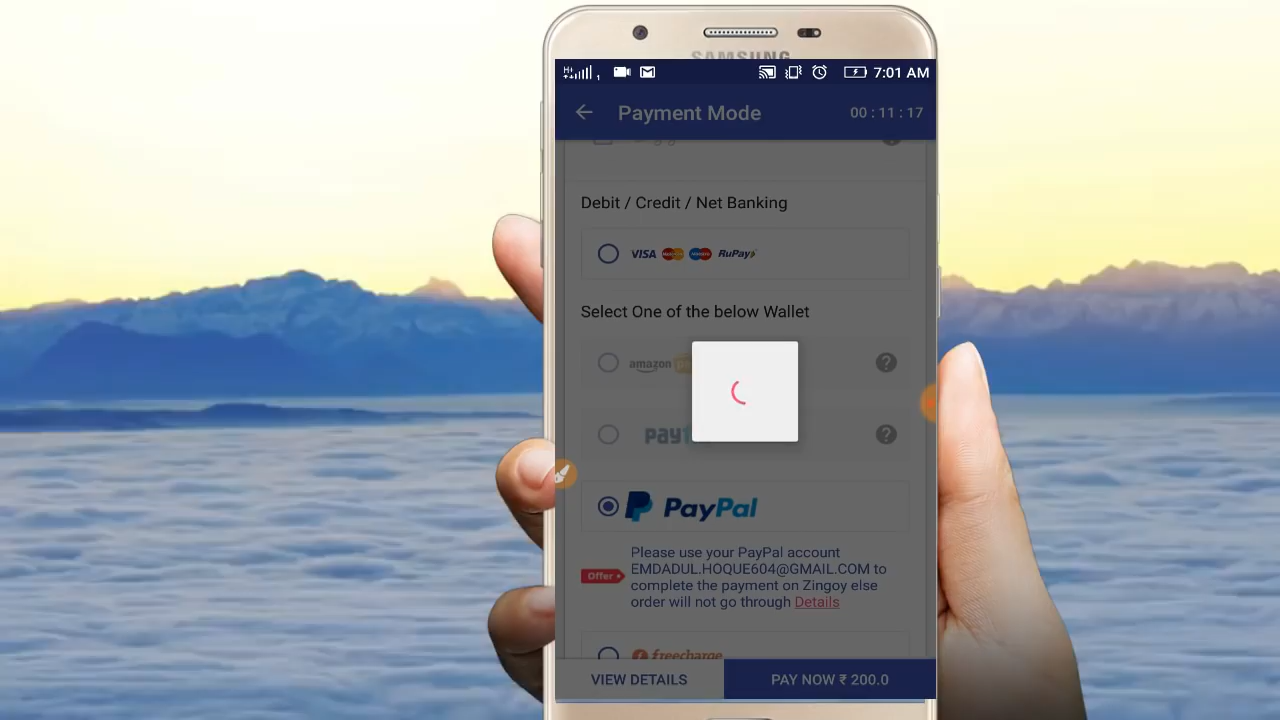 SAMSUNG
7:01 AM
Payment Mode
00 : 11 : 17
Debit / Credit / Net Banking
VISA RuPay
Select One of the below Wallet
amazon
?
?
PayPal
Please use your PayPal account
EMDADUL.HOQUE604@GMAIL.COM to
Offer
complete the payment on Zingoy else
order will not go through Details
freecharge
VIEW DETAILS
PAY NOW ₹ 200.0